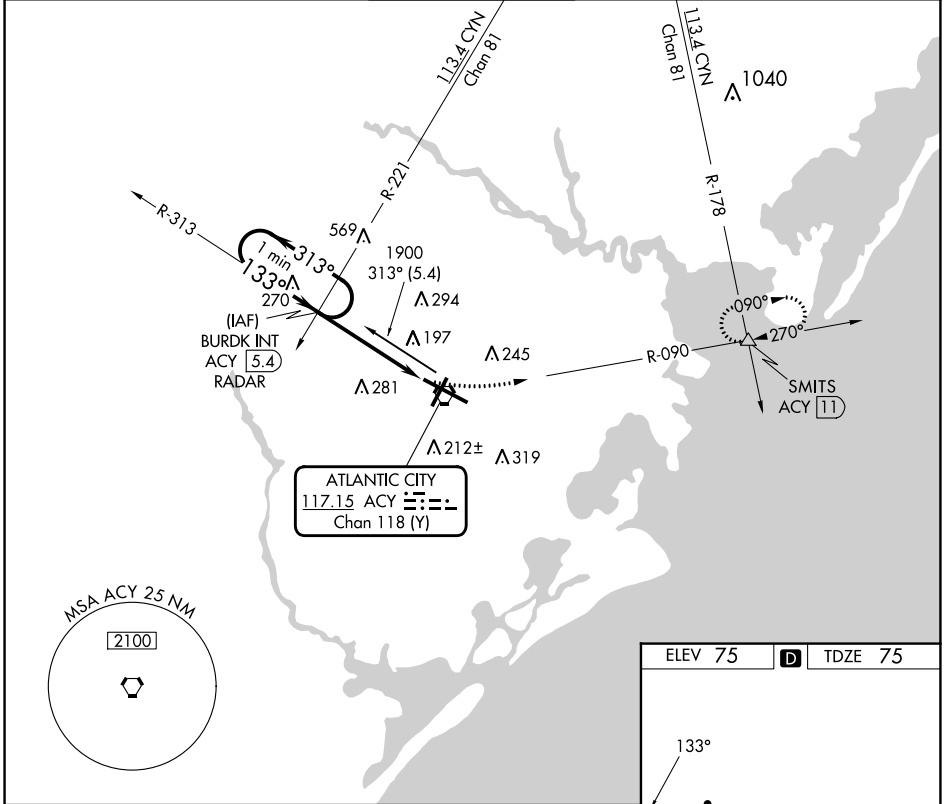 113.4 CYN
Chan 81
113.4 CYN
Chan 81
1040
R-221
R-178
R-313
569
1900
313° (5.4)
1 min
313°
133°
270
294
090°
270°
(IAF)
BURDK INT
ACY 5.4
RADAR
197
245
R-090
281
SMITS
ACY 11
212±
319
ATLANTIC CITY
117.15 ACY
Chan 118 (Y)
MSA ACY 25 NM
2100
ELEV 75 D TDZE 75
133°